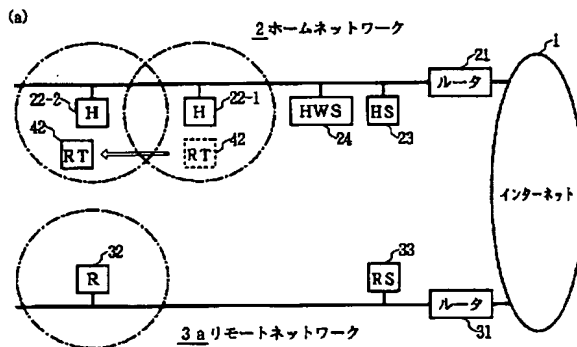 (a)
2 ホームネットワーク
1
21
ルータ
22-2
H
H
22-1
HWS
24
HS
23
42
RT
RT
42
インターネット
32
R
33
RS
ルータ
31
3a リモートネットワーク